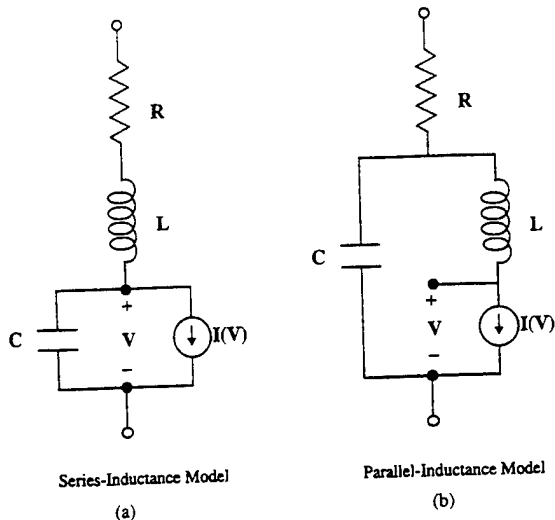 R
L
C
+
V
−
I(V)
Series-Inductance Model
(a)
R
L
C
+
V
−
I(V)
Parallel-Inductance Model
(b)